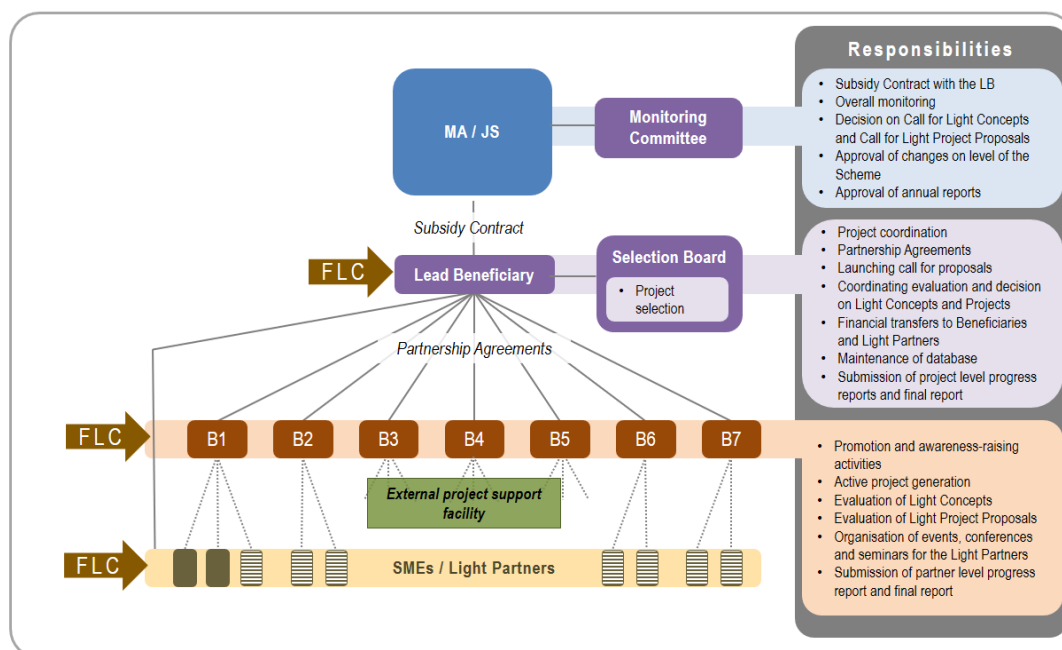 Responsibilities
MA / JS
Monitoring
Committee
• Subsidy Contract with the LB
• Overall monitoring
• Decision on Call for Light Concepts
and Call for Light Project Proposals
• Approval of changes on level of the
Scheme
• Approval of annual reports
Subsidy Contract
FLC
Lead Beneficiary
Selection Board
• Project
selection
• Project coordination
• Partnership Agreements
• Launching call for proposals
• Coordinating evaluation and decision
on Light Concepts and Projects
• Financial transfers to Beneficiaries
and Light Partners
• Maintenance of database
• Submission of project level progress
reports and final report
Partnership Agreements
FLC
B1
B2
B3
B4
B5
B6
B7
External project support
facility
• Promotion and awareness-raising
activities
• Active project generation
• Evaluation of Light Concepts
• Evaluation of Light Project Proposals
• Organisation of events, conferences
and seminars for the Light Partners
• Submission of partner level progress
report and final report
FLC
SMEs / Light Partners